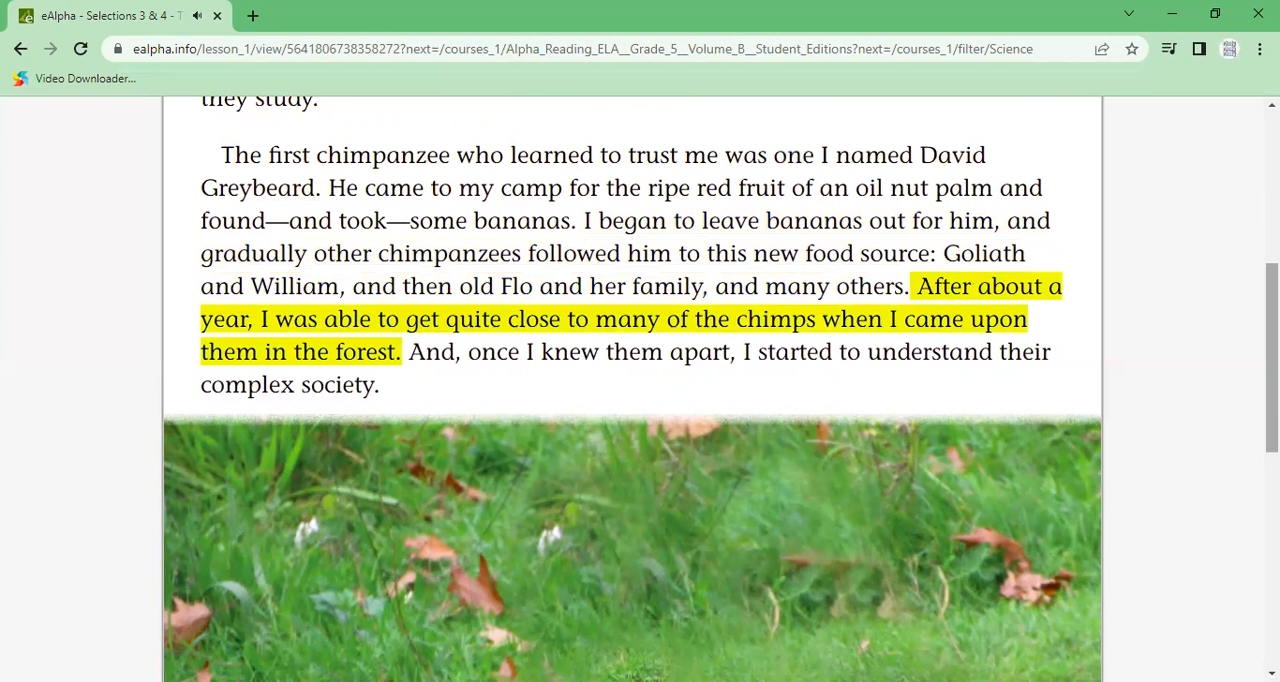 eAlpha - Selections 3 & 4 - T
ealpha.info/lesson_1/view/5641806738358272?next=/courses_1/Alpha_Reading_ELA__Grade_5__Volume_B__Student_Editions?next=/courses_1/filter/Science
Video Downloader...
they study.
The first chimpanzee who learned to trust me was one I named David
Greybeard. He came to my camp for the ripe red fruit of an oil nut palm and
found—and took—some bananas. I began to leave bananas out for him, and
gradually other chimpanzees followed him to this new food source: Goliath
and William, and then old Flo and her family, and many others. After about a
year, I was able to get quite close to many of the chimps when I came upon
them in the forest. And, once I knew them apart, I started to understand their
complex society.